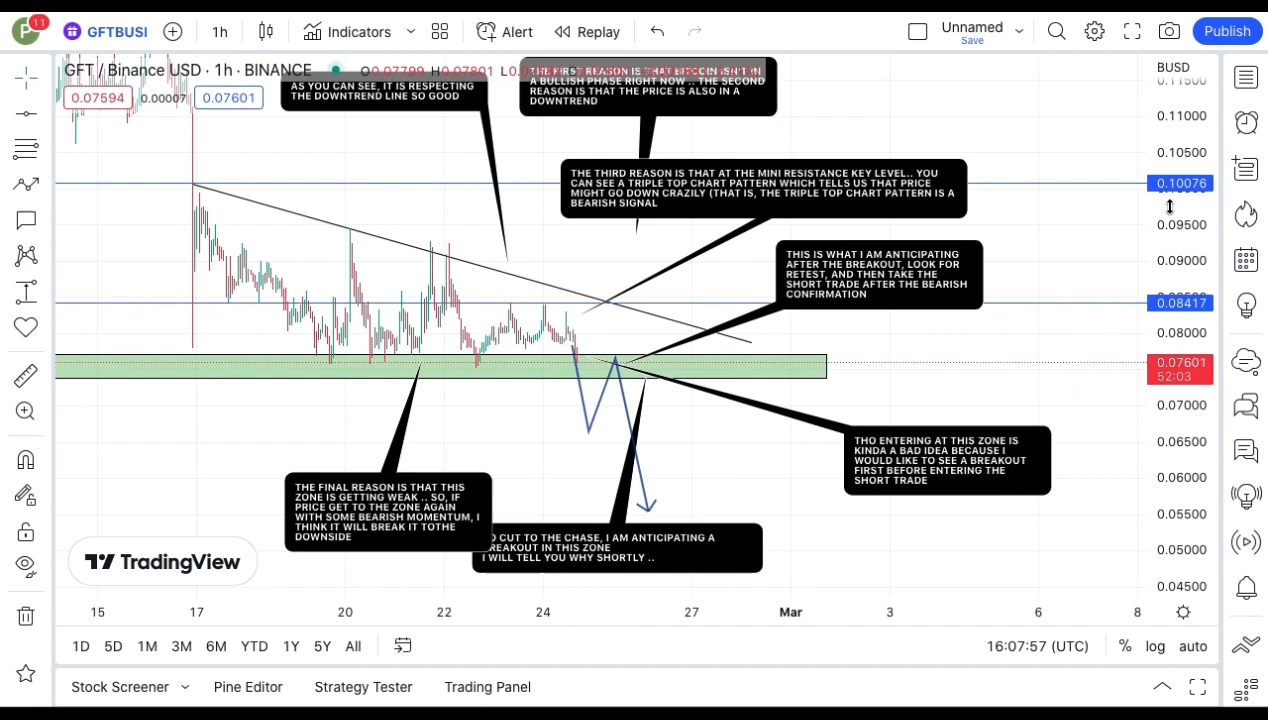 P
11
GFTBUSI
1h
Indicators
Alert
Replay
Unnamed
Save
Publish
GFT / Binance USD · 1h · BINANCE
O0.07799 H0.07801
0.07594
0.00007
0.07601
AS YOU CAN SEE, IT IS RESPECTING
THE DOWNTREND LINE SO GOOD
A BULLISH PHASE RIGHT NOW .. THE SECOND
REASON IS THAT THE PRICE IS ALSO IN A
DOWNTREND
THE THIRD REASON IS THAT AT THE MINI RESISTANCE KEY LEVEL.. YOU
CAN SEE A TRIPLE TOP CHART PATTERN WHICH TELLS US THAT PRICE
MIGHT GO DOWN CRAZILY (THAT IS, THE TRIPLE TOP CHART PATTERN IS A
BEARISH SIGNAL
THIS IS WHAT I AM ANTICIPATING
AFTER THE BREAKOUT, LOOK FOR
RETEST, AND THEN TAKE THE
SHORT TRADE AFTER THE BEARISH
CONFIRMATION
THO ENTERING AT THIS ZONE IS
KINDA A BAD IDEA BECAUSE I
WOULD LIKE TO SEE A BREAKOUT
FIRST BEFORE ENTERING THE
SHORT TRADE
THE FINAL REASON IS THAT THIS
ZONE IS GETTING WEAK .. SO, IF
PRICE GET TO THE ZONE AGAIN
WITH SOME BEARISH MOMENTUM, I
THINK IT WILL BREAK IT TOTHE
DOWNSIDE
O CUT TO THE CHASE, I AM ANTICIPATING A
REAKOUT IN THIS ZONE
I WILL TELL YOU WHY SHORTLY ..
TradingView
BUSD
0.11500
0.11000
0.10500
0.10076
0.09500
0.09000
0.08417
0.08000
0.07601
52:03
0.07000
0.06500
0.06000
0.05500
0.05000
0.04500
15
17
20
22
24
27
Mar
3
6
8
1D
5D
1M
3M
6M
YTD
1Y
5Y
All
16:07:57 (UTC)
%
log
auto
Stock Screener
Pine Editor
Strategy Tester
Trading Panel